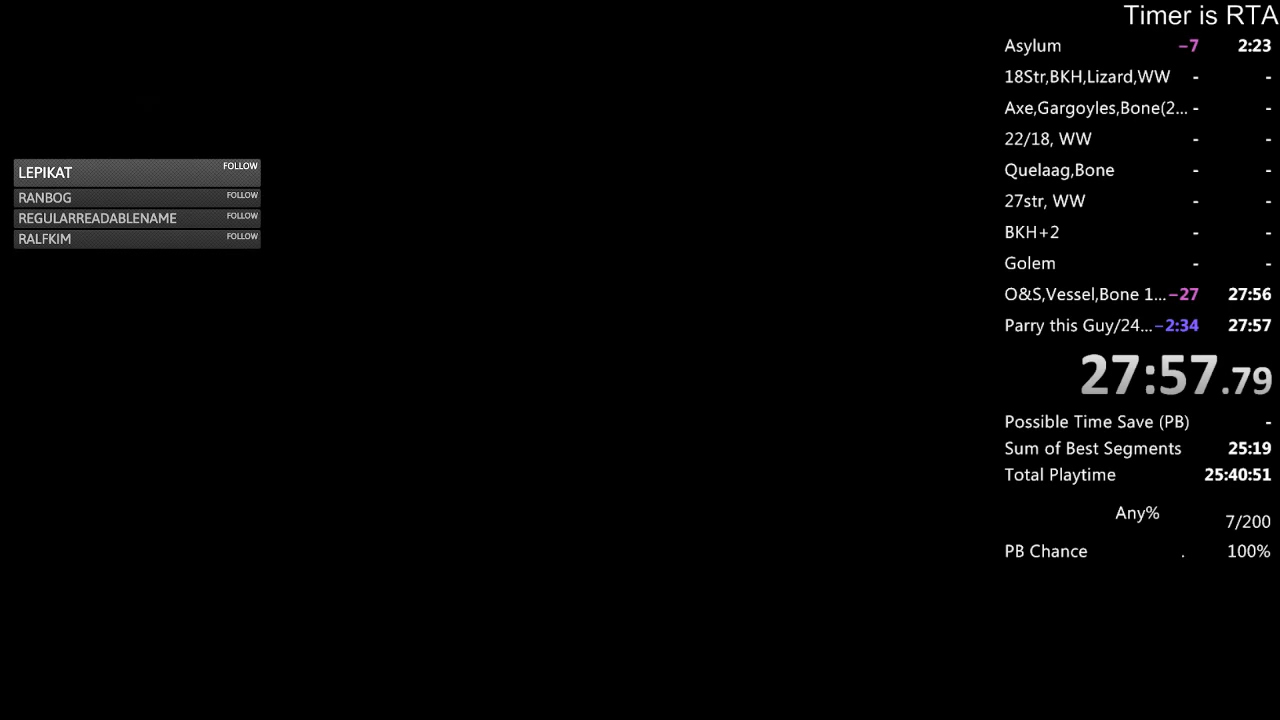 Timer is RTA
Asylum −7 2:23
18Str,BKH,Lizard,WW - -
Axe,Gargoyles,Bone(2... - -
22/18, WW - -
Quelaag,Bone - -
27str, WW - -
BKH+2 - -
Golem - -
O&S,Vessel,Bone 1... −27 27:56
Parry this Guy/24... −2:34 27:57
27:57.79
Possible Time Save (PB) -
Sum of Best Segments 25:19
Total Playtime 25:40:51
Any%
7/200
PB Chance . 100%
LEPIKAT FOLLOW
RANBOG FOLLOW
REGULARREADABLENAME FOLLOW
RALFKIM FOLLOW